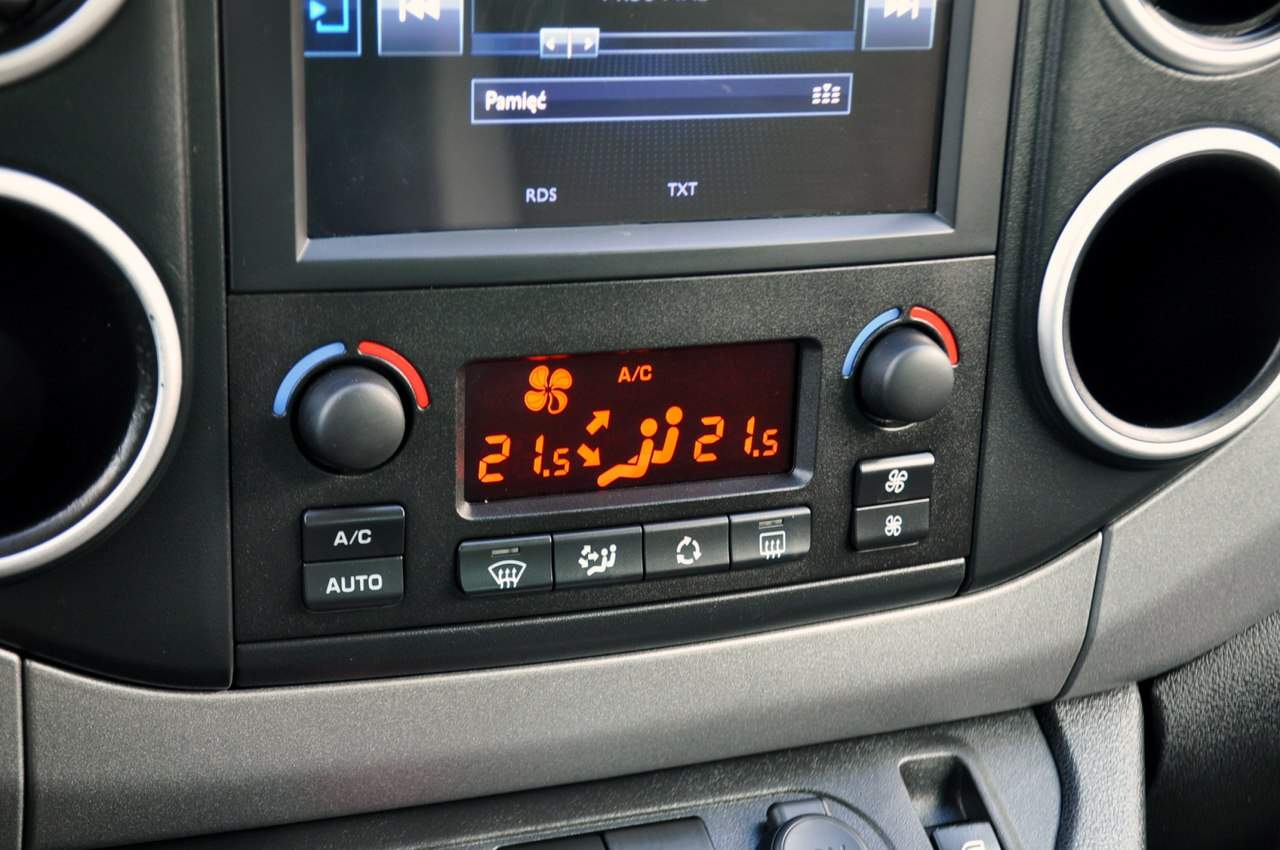 Pamięć
RDS TXT
A/C
21.5 21.5
A/C
AUTO